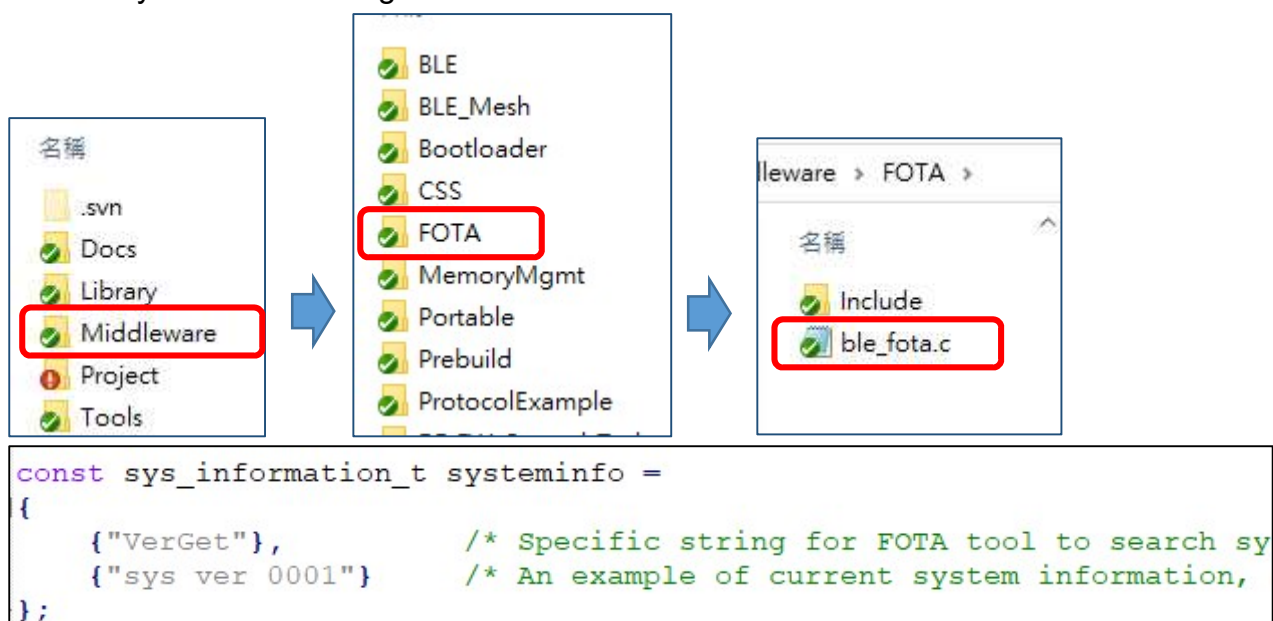 名稱
.svn
Docs
Library
Middleware
Project
Tools
BLE
BLE_Mesh
Bootloader
CSS
FOTA
MemoryMgmt
Portable
Prebuild
ProtocolExample
lleware > FOTA >
名稱
Include
ble_fota.c
const sys_information_t systeminfo =
{
{"VerGet"}, /* Specific string for FOTA tool to search sy
{"sys ver 0001"} /* An example of current system information,
};